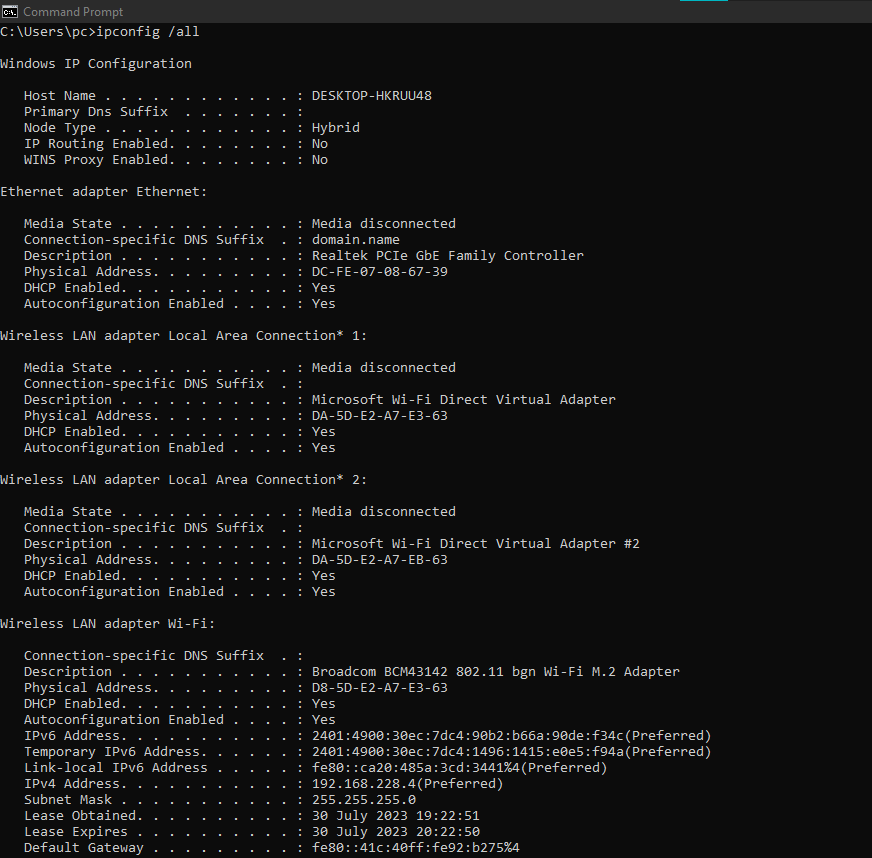 Command Prompt
C:\Users\pc>ipconfig /all
Windows IP Configuration
Host Name . . . . . . . . . . . . : DESKTOP-HKRUU48
Primary Dns Suffix  . . . . . . . :
Node Type . . . . . . . . . . . . : Hybrid
IP Routing Enabled. . . . . . . . : No
WINS Proxy Enabled. . . . . . . . : No
Ethernet adapter Ethernet:
Media State . . . . . . . . . . . : Media disconnected
Connection-specific DNS Suffix  . : domain.name
Description . . . . . . . . . . . : Realtek PCIe GbE Family Controller
Physical Address. . . . . . . . . : DC-FE-07-08-67-39
DHCP Enabled. . . . . . . . . . . : Yes
Autoconfiguration Enabled . . . . : Yes
Wireless LAN adapter Local Area Connection* 1:
Media State . . . . . . . . . . . : Media disconnected
Connection-specific DNS Suffix  . :
Description . . . . . . . . . . . : Microsoft Wi-Fi Direct Virtual Adapter
Physical Address. . . . . . . . . : DA-5D-E2-A7-E3-63
DHCP Enabled. . . . . . . . . . . : Yes
Autoconfiguration Enabled . . . . : Yes
Wireless LAN adapter Local Area Connection* 2:
Media State . . . . . . . . . . . : Media disconnected
Connection-specific DNS Suffix  . :
Description . . . . . . . . . . . : Microsoft Wi-Fi Direct Virtual Adapter #2
Physical Address. . . . . . . . . : DA-5D-E2-A7-EB-63
DHCP Enabled. . . . . . . . . . . : Yes
Autoconfiguration Enabled . . . . : Yes
Wireless LAN adapter Wi-Fi:
Connection-specific DNS Suffix  . :
Description . . . . . . . . . . . : Broadcom BCM43142 802.11 bgn Wi-Fi M.2 Adapter
Physical Address. . . . . . . . . : D8-5D-E2-A7-E3-63
DHCP Enabled. . . . . . . . . . . : Yes
Autoconfiguration Enabled . . . . : Yes
IPv6 Address. . . . . . . . . . . : 2401:4900:30ec:7dc4:90b2:b66a:90de:f34c(Preferred)
Temporary IPv6 Address. . . . . . : 2401:4900:30ec:7dc4:1496:1415:e0e5:f94a(Preferred)
Link-local IPv6 Address . . . . . : fe80::ca20:485a:3cd:3441%4(Preferred)
IPv4 Address. . . . . . . . . . . : 192.168.228.4(Preferred)
Subnet Mask . . . . . . . . . . . : 255.255.255.0
Lease Obtained. . . . . . . . . . : 30 July 2023 19:22:51
Lease Expires . . . . . . . . . . : 30 July 2023 20:22:50
Default Gateway . . . . . . . . . : fe80::41c:40ff:fe92:b275%4